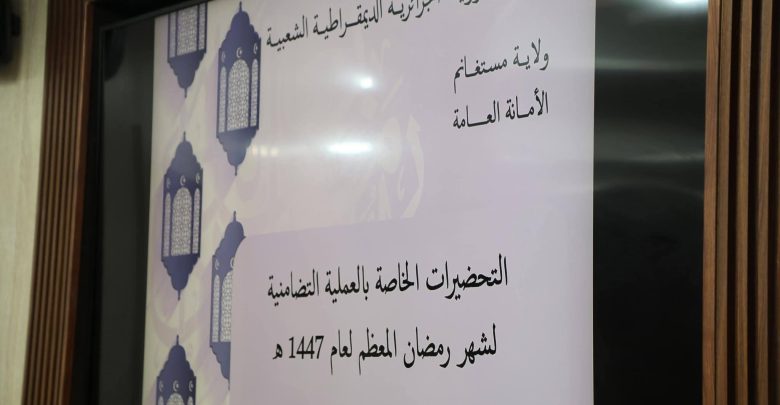 الجزائرية الديمقراطية الشعبية
ولاية مستغانم
الأمانة العامة
التحضيرات الخاصة بالعملية التضامنية
لشهر رمضان المعظم لعام 1447 هـ